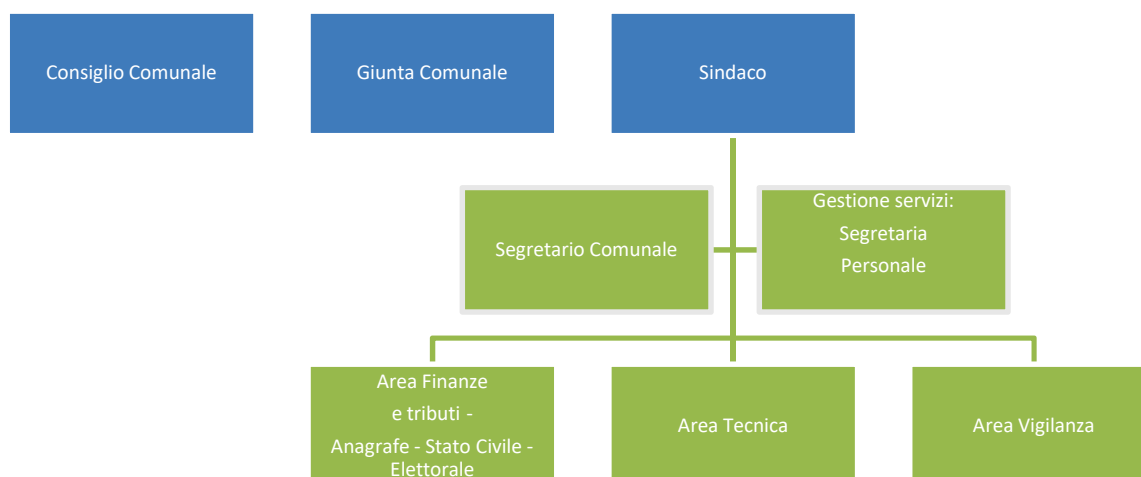 Consiglio Comunale
Giunta Comunale
Sindaco
Segretario Comunale
Gestione servizi:
Segretaria
Personale
Area Finanze
e tributi -
Anagrafe - Stato Civile -
Elettorale
Area Tecnica
Area Vigilanza